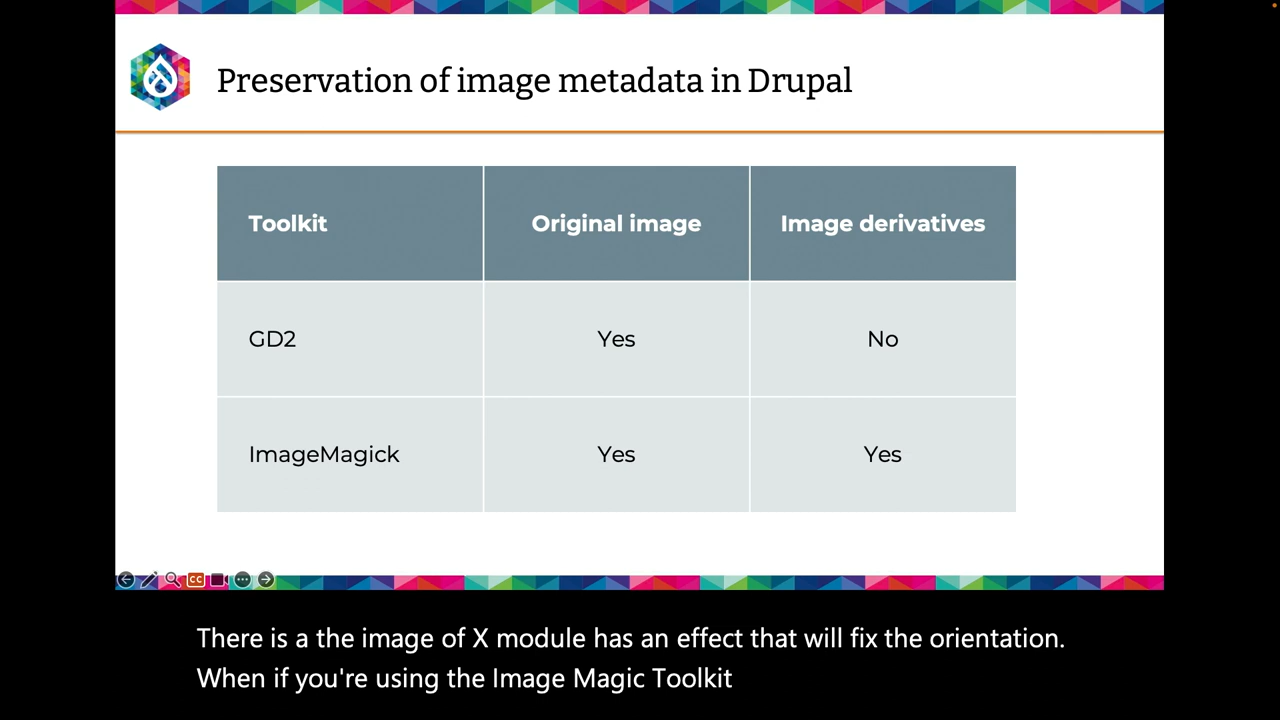 Preservation of image metadata in Drupal
Toolkit Original image Image derivatives
GD2 Yes No
ImageMagick Yes Yes
CC
There is a the image of X module has an effect that will fix the orientation.
When if you're using the Image Magic Toolkit